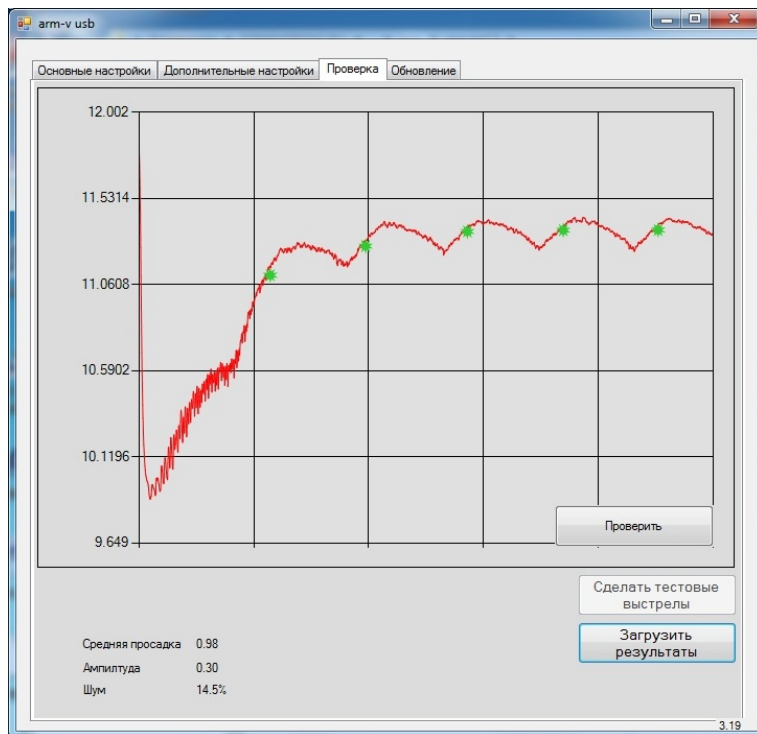 arm-v usb
Основные настройки Дополнительные настройки Проверка Обновление
12.002
11.5314
11.0608
10.5902
10.1196
9.649
Проверить
Сделать тестовые
выстрелы
Загрузить
результаты
Средняя просадка 0.98
Ампилтуда 0.30
Шум 14.5%
3.19